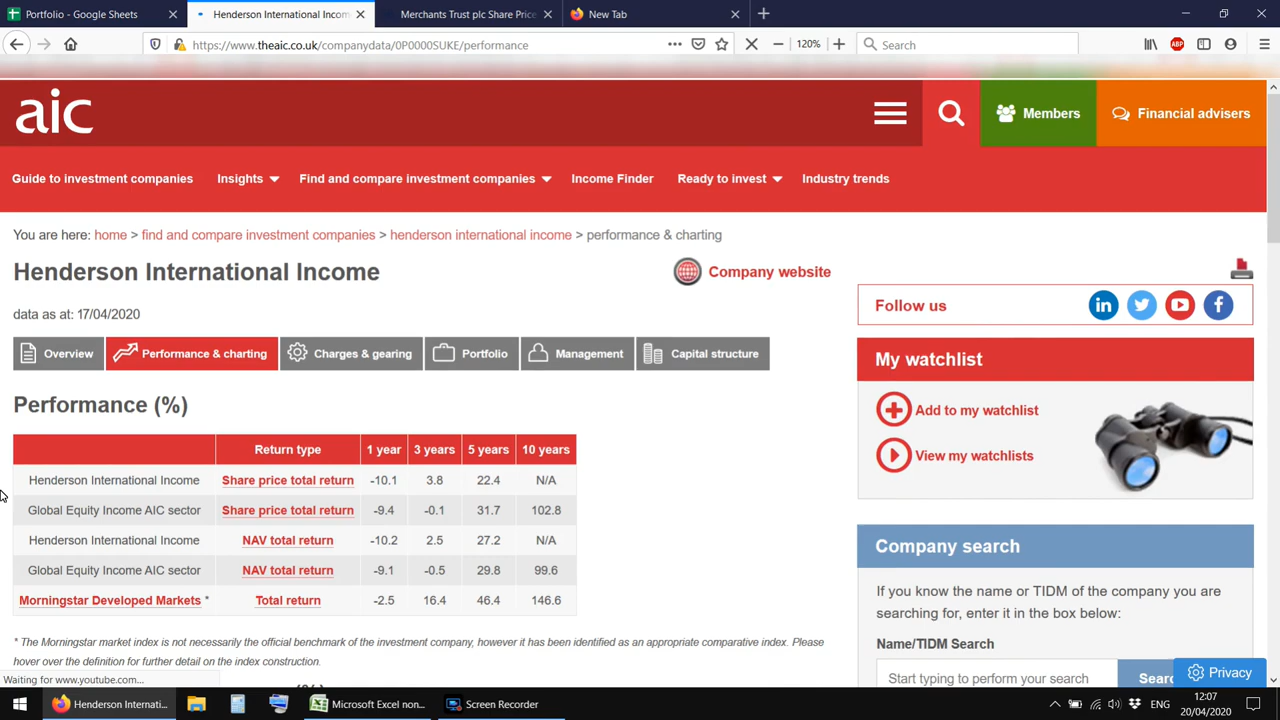 Portfolio - Google Sheets
Henderson International Incom
Merchants Trust plc Share Price
New Tab
https://www.theaic.co.uk/companydata/0P0000SUKE/performance
120%
Search
ABP
aic
Members
Financial advisers
Guide to investment companies
Insights
Find and compare investment companies
Income Finder
Ready to invest
Industry trends
You are here: home > find and compare investment companies > henderson international income > performance & charting
Henderson International Income
Company website
data as at: 17/04/2020
Follow us
Overview
Performance & charting
Charges & gearing
Portfolio
Management
Capital structure
My watchlist
Add to my watchlist
View my watchlists
Performance (%)
Return type 1 year 3 years 5 years 10 years
Henderson International Income Share price total return -10.1 3.8 22.4 N/A
Global Equity Income AIC sector Share price total return -9.4 -0.1 31.7 102.8
Henderson International Income NAV total return -10.2 2.5 27.2 N/A
Global Equity Income AIC sector NAV total return -9.1 -0.5 29.8 99.6
Morningstar Developed Markets * Total return -2.5 16.4 46.4 146.6
* The Morningstar market index is not necessarily the official benchmark of the investment company, however it has been identified as an appropriate comparative index. Please
hover over the definition for further detail on the index construction.
Company search
If you know the name or TIDM of the company you are
searching for, enter it in the box below:
Name/TIDM Search
Start typing to perform your search
Searc
Privacy
Waiting for www.youtube.com...
Henderson Internati...
Microsoft Excel non...
Screen Recorder
ENG
12:07
20/04/2020